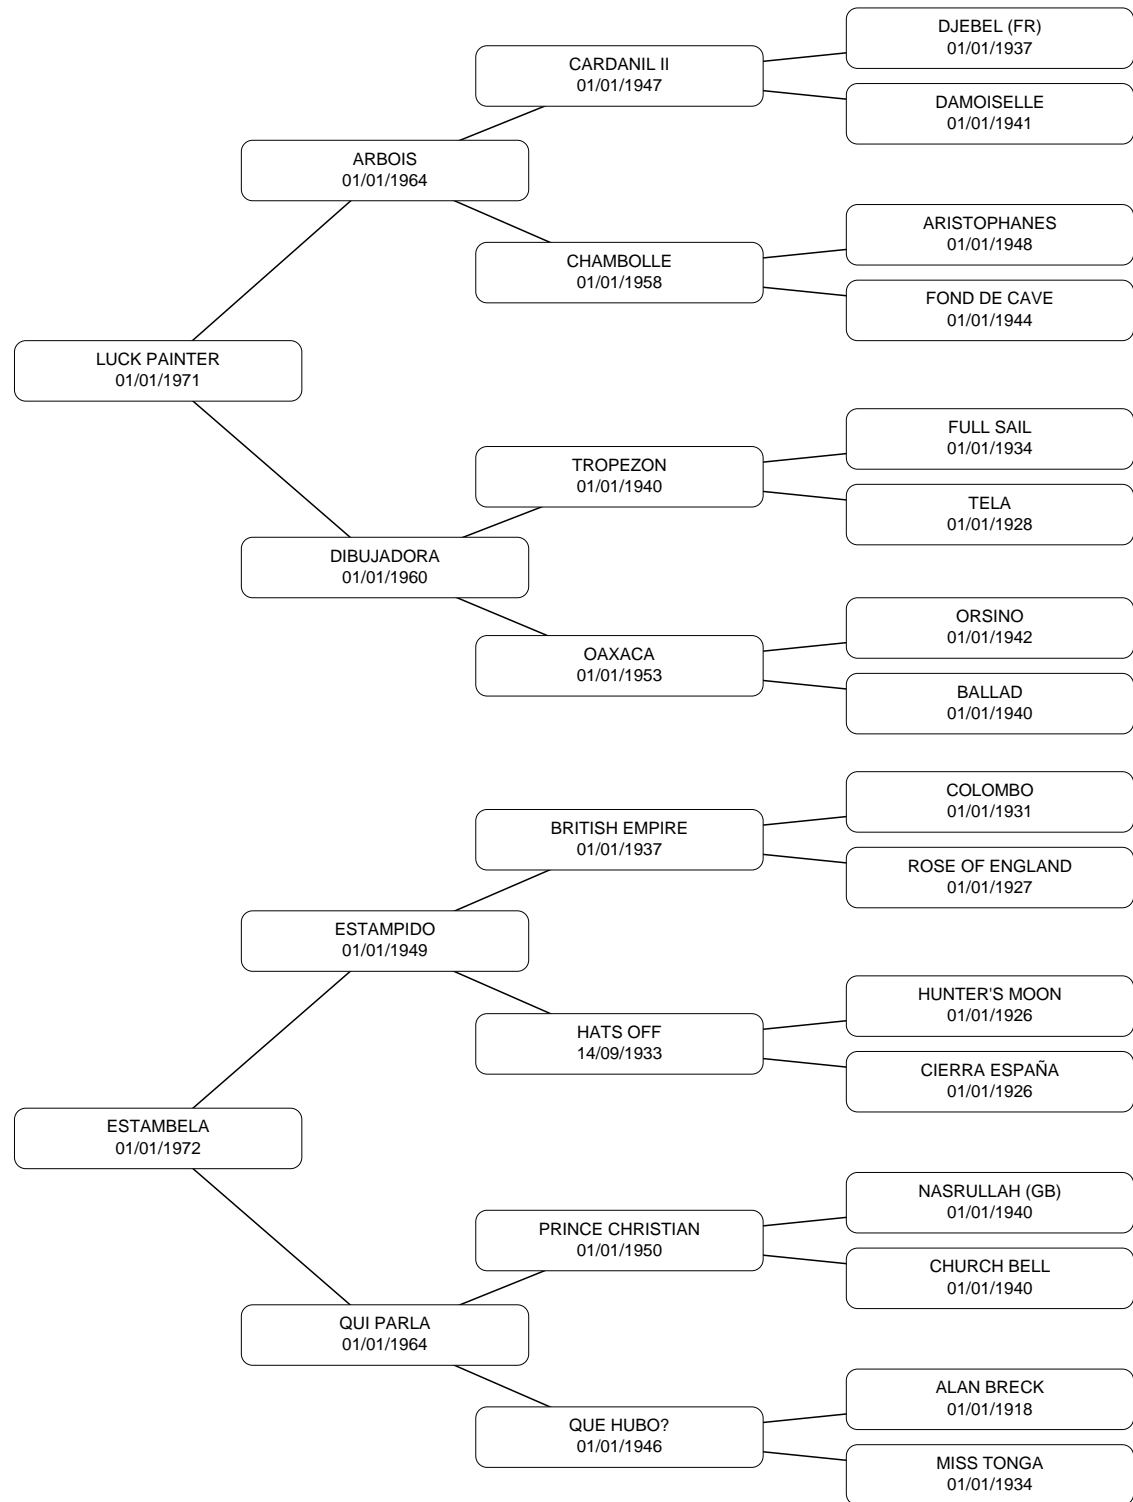 DJEBEL (FR)
01/01/1937
CARDANIL II
01/01/1947
DAMOISELLE
01/01/1941
ARBOIS
01/01/1964
ARISTOPHANES
01/01/1948
CHAMBOLLE
01/01/1958
FOND DE CAVE
01/01/1944
LUCK PAINTER
01/01/1971
FULL SAIL
01/01/1934
TROPEZON
01/01/1940
TELA
01/01/1928
DIBUJADORA
01/01/1960
ORSINO
01/01/1942
OAXACA
01/01/1953
BALLAD
01/01/1940
COLOMBO
01/01/1931
BRITISH EMPIRE
01/01/1937
ROSE OF ENGLAND
01/01/1927
ESTAMPIDO
01/01/1949
HUNTER'S MOON
01/01/1926
HATS OFF
14/09/1933
CIERRA ESPAÑA
01/01/1926
ESTAMBELA
01/01/1972
NASRULLAH (GB)
01/01/1940
PRINCE CHRISTIAN
01/01/1950
CHURCH BELL
01/01/1940
QUI PARLA
01/01/1964
ALAN BRECK
01/01/1918
QUE HUBO?
01/01/1946
MISS TONGA
01/01/1934